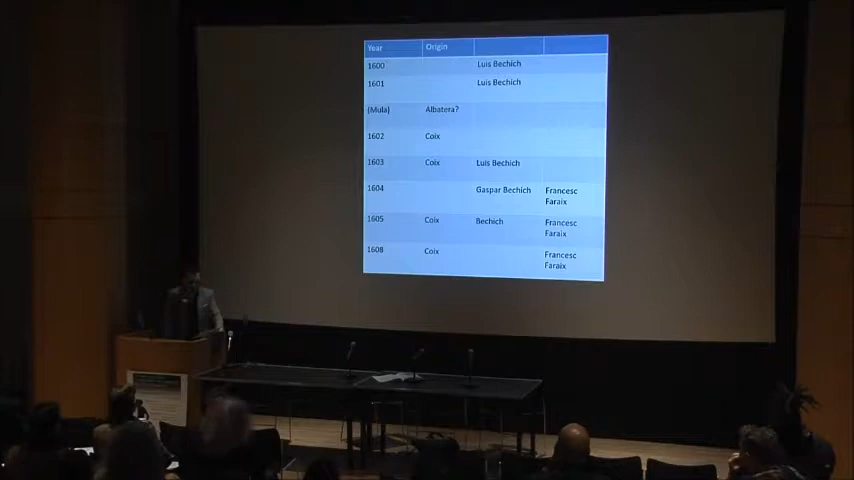 Year Origin
1600 Luis Bechich
1601 Luis Bechich
(Mula) Albatera?
1602 Coix
1603 Coix Luis Bechich
1604 Gaspar Bechich Francesc
Faraix
1605 Coix Bechich Francesc
Faraix
1608 Coix Francesc
Faraix